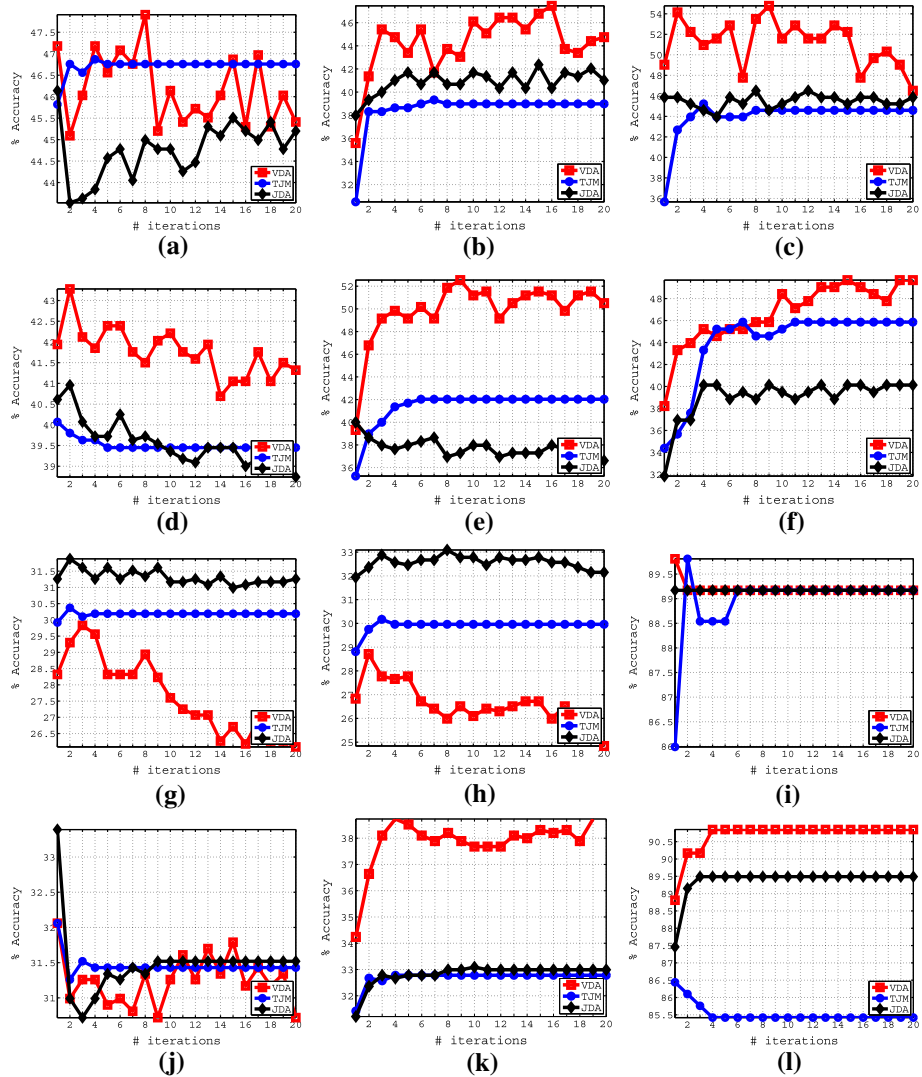 % Accuracy
47.5
47
46.5
46
45.5
45
44.5
44
VDA
TJM
JDA
2 4 6 8 10 12 14 16 18 20
# iterations
(a)
% Accuracy
46
44
42
40
38
36
34
32
VDA
TJM
JDA
2 4 6 8 10 12 14 16 18 20
# iterations
(b)
% Accuracy
54
52
50
48
46
44
42
40
38
36
VDA
TJM
JDA
2 4 6 8 10 12 14 16 18 20
# iterations
(c)
% Accuracy
43
42.5
42
41.5
41
40.5
40
39.5
39
VDA
TJM
JDA
2 4 6 8 10 12 14 16 18 20
# iterations
(d)
% Accuracy
52
50
48
46
44
42
40
38
36
VDA
TJM
JDA
2 4 6 8 10 12 14 16 18 20
# iterations
(e)
% Accuracy
48
46
44
42
40
38
36
34
32
VDA
TJM
JDA
2 4 6 8 10 12 14 16 18 20
# iterations
(f)
% Accuracy
31.5
31
30.5
30
29.5
29
28.5
28
27.5
27
26.5
VDA
TJM
JDA
2 4 6 8 10 12 14 16 18 20
# iterations
(g)
% Accuracy
33
32
31
30
29
28
27
26
25
VDA
TJM
JDA
2 4 6 8 10 12 14 16 18 20
# iterations
(h)
% Accuracy
89.5
89
88.5
88
87.5
87
86.5
86
VDA
TJM
JDA
2 4 6 8 10 12 14 16 18 20
# iterations
(i)
% Accuracy
33
32.5
32
31.5
31
VDA
TJM
JDA
2 4 6 8 10 12 14 16 18 20
# iterations
(j)
% Accuracy
38
37
36
35
34
33
32
VDA
TJM
JDA
2 4 6 8 10 12 14 16 18 20
# iterations
(k)
% Accuracy
90.5
90
89.5
89
88.5
88
87.5
87
86.5
86
85.5
VDA
TJM
JDA
2 4 6 8 10 12 14 16 18 20
# iterations
(l)